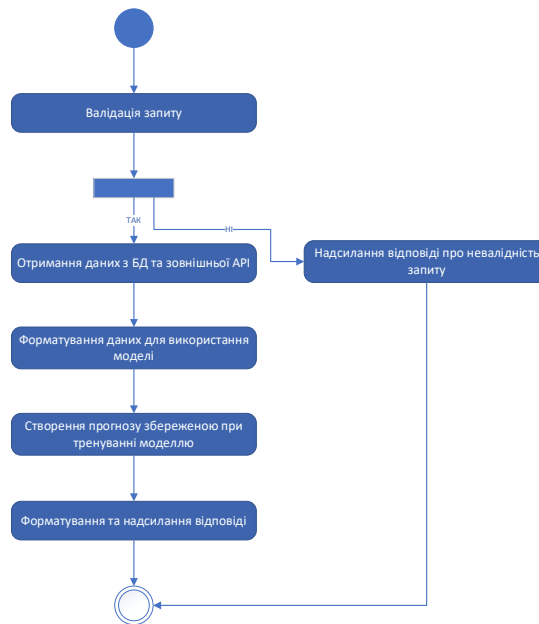 Валідація запиту
ТАК
НІ
Отримання даних з БД та зовнішньої АРІ
Надсилання відповіді про невалідність
запиту
Форматування даних для використання
моделі
Створення прогнозу збереженою при
тренуванні моделлю
Форматування та надсилання відповіді